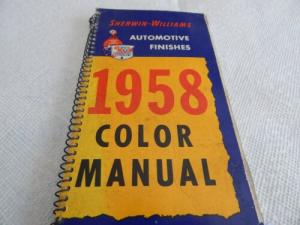 SHERWIN-WILLIAMS
AUTOMOTIVE
FINISHES
1958
COLOR
MANUAL